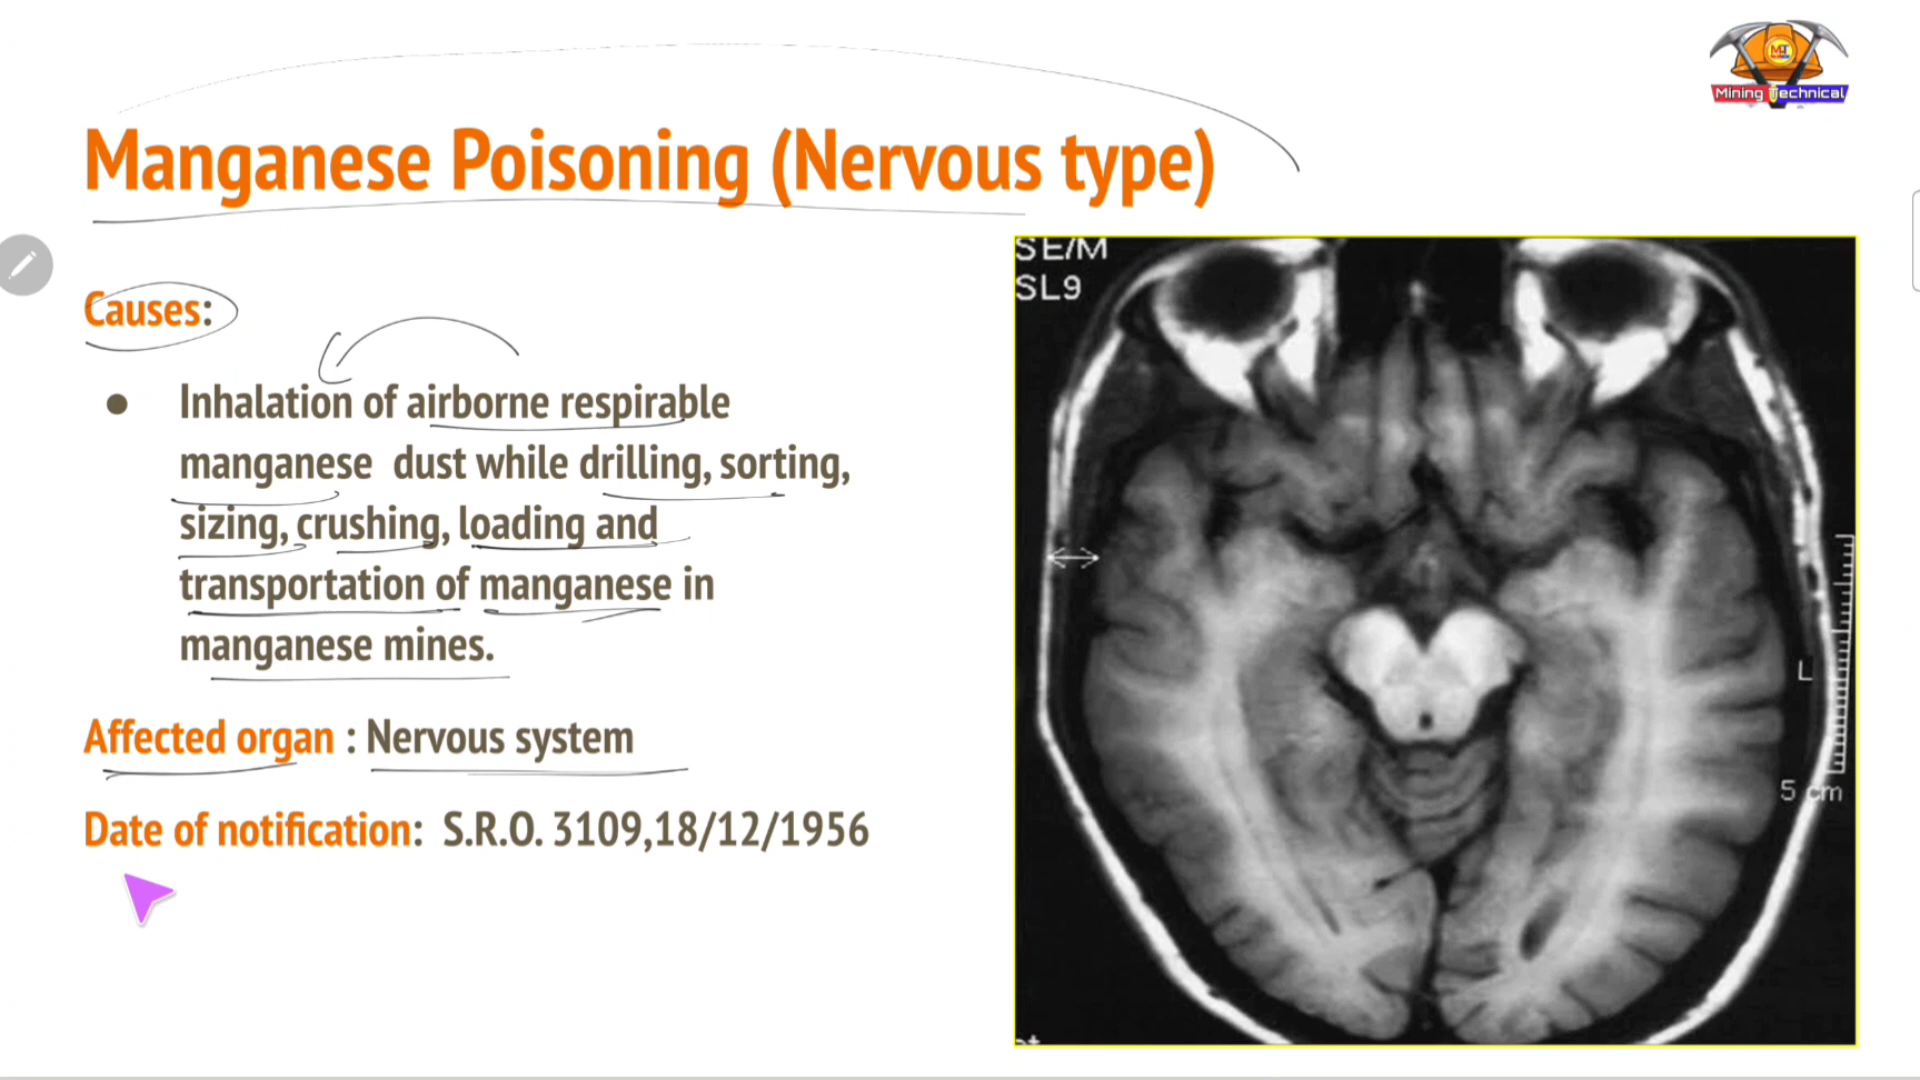 Mining Technical
MT
Manganese Poisoning (Nervous type)
Causes:
● Inhalation of airborne respirable
manganese dust while drilling, sorting,
sizing, crushing, loading and
transportation of manganese in
manganese mines.
Affected organ : Nervous system
Date of notification: S.R.O. 3109,18/12/1956
SE/M
SL9
L
5 cm